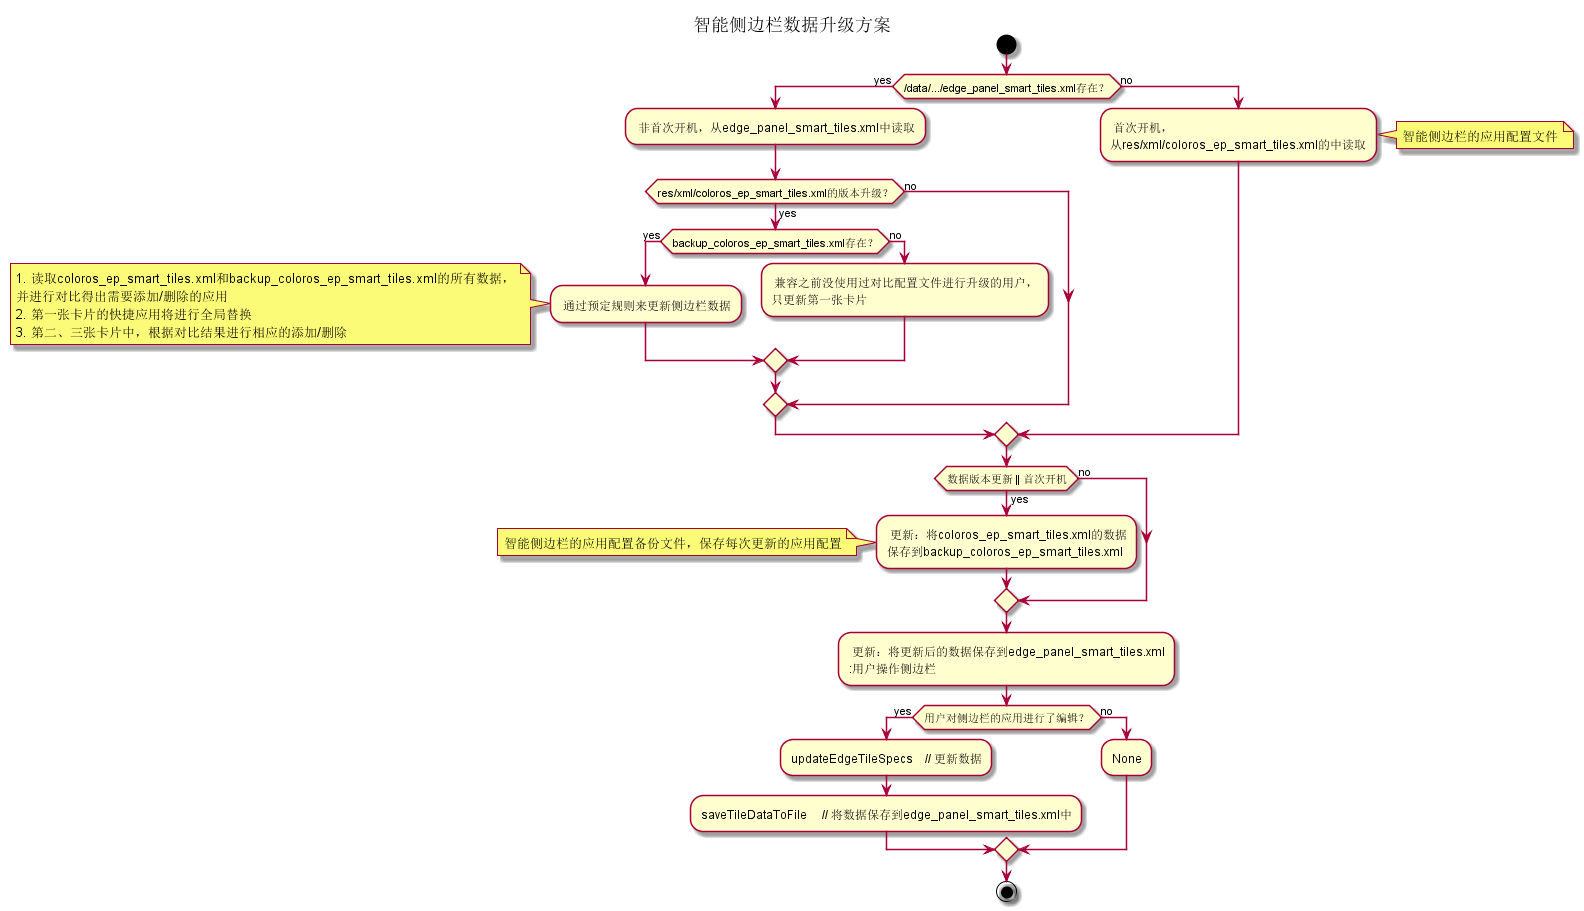 智能侧边栏数据升级方案
/data/.../edge_panel_smart_tiles.xml存在?
yes
no
非首次开机，从edge_panel_smart_tiles.xml中读取
首次开机，
从res/xml/coloros_ep_smart_tiles.xml的中读取
智能侧边栏的应用配置文件
res/xml/coloros_ep_smart_tiles.xml的版本升级?
no
yes
backup_coloros_ep_smart_tiles.xml存在?
yes
no
1. 读取coloros_ep_smart_tiles.xml和backup_coloros_ep_smart_tiles.xml的所有数据，
并进行对比得出需要添加/删除的应用
2. 第一张卡片的快捷应用将进行全局替换
3. 第二、三张卡片中，根据对比结果进行相应的添加/删除
通过预定规则来更新侧边栏数据
兼容之前没使用过对比配置文件进行升级的用户，
只更新第一张卡片
数据版本更新 || 首次开机
no
yes
智能侧边栏的应用配置备份文件，保存每次更新的应用配置
更新：将coloros_ep_smart_tiles.xml的数据
保存到backup_coloros_ep_smart_tiles.xml
更新：将更新后的数据保存到edge_panel_smart_tiles.xml
:用户操作侧边栏
用户对侧边栏的应用进行了编辑?
yes
no
updateEdgeTileSpecs // 更新数据
None
saveTileDataToFile // 将数据保存到edge_panel_smart_tiles.xml中